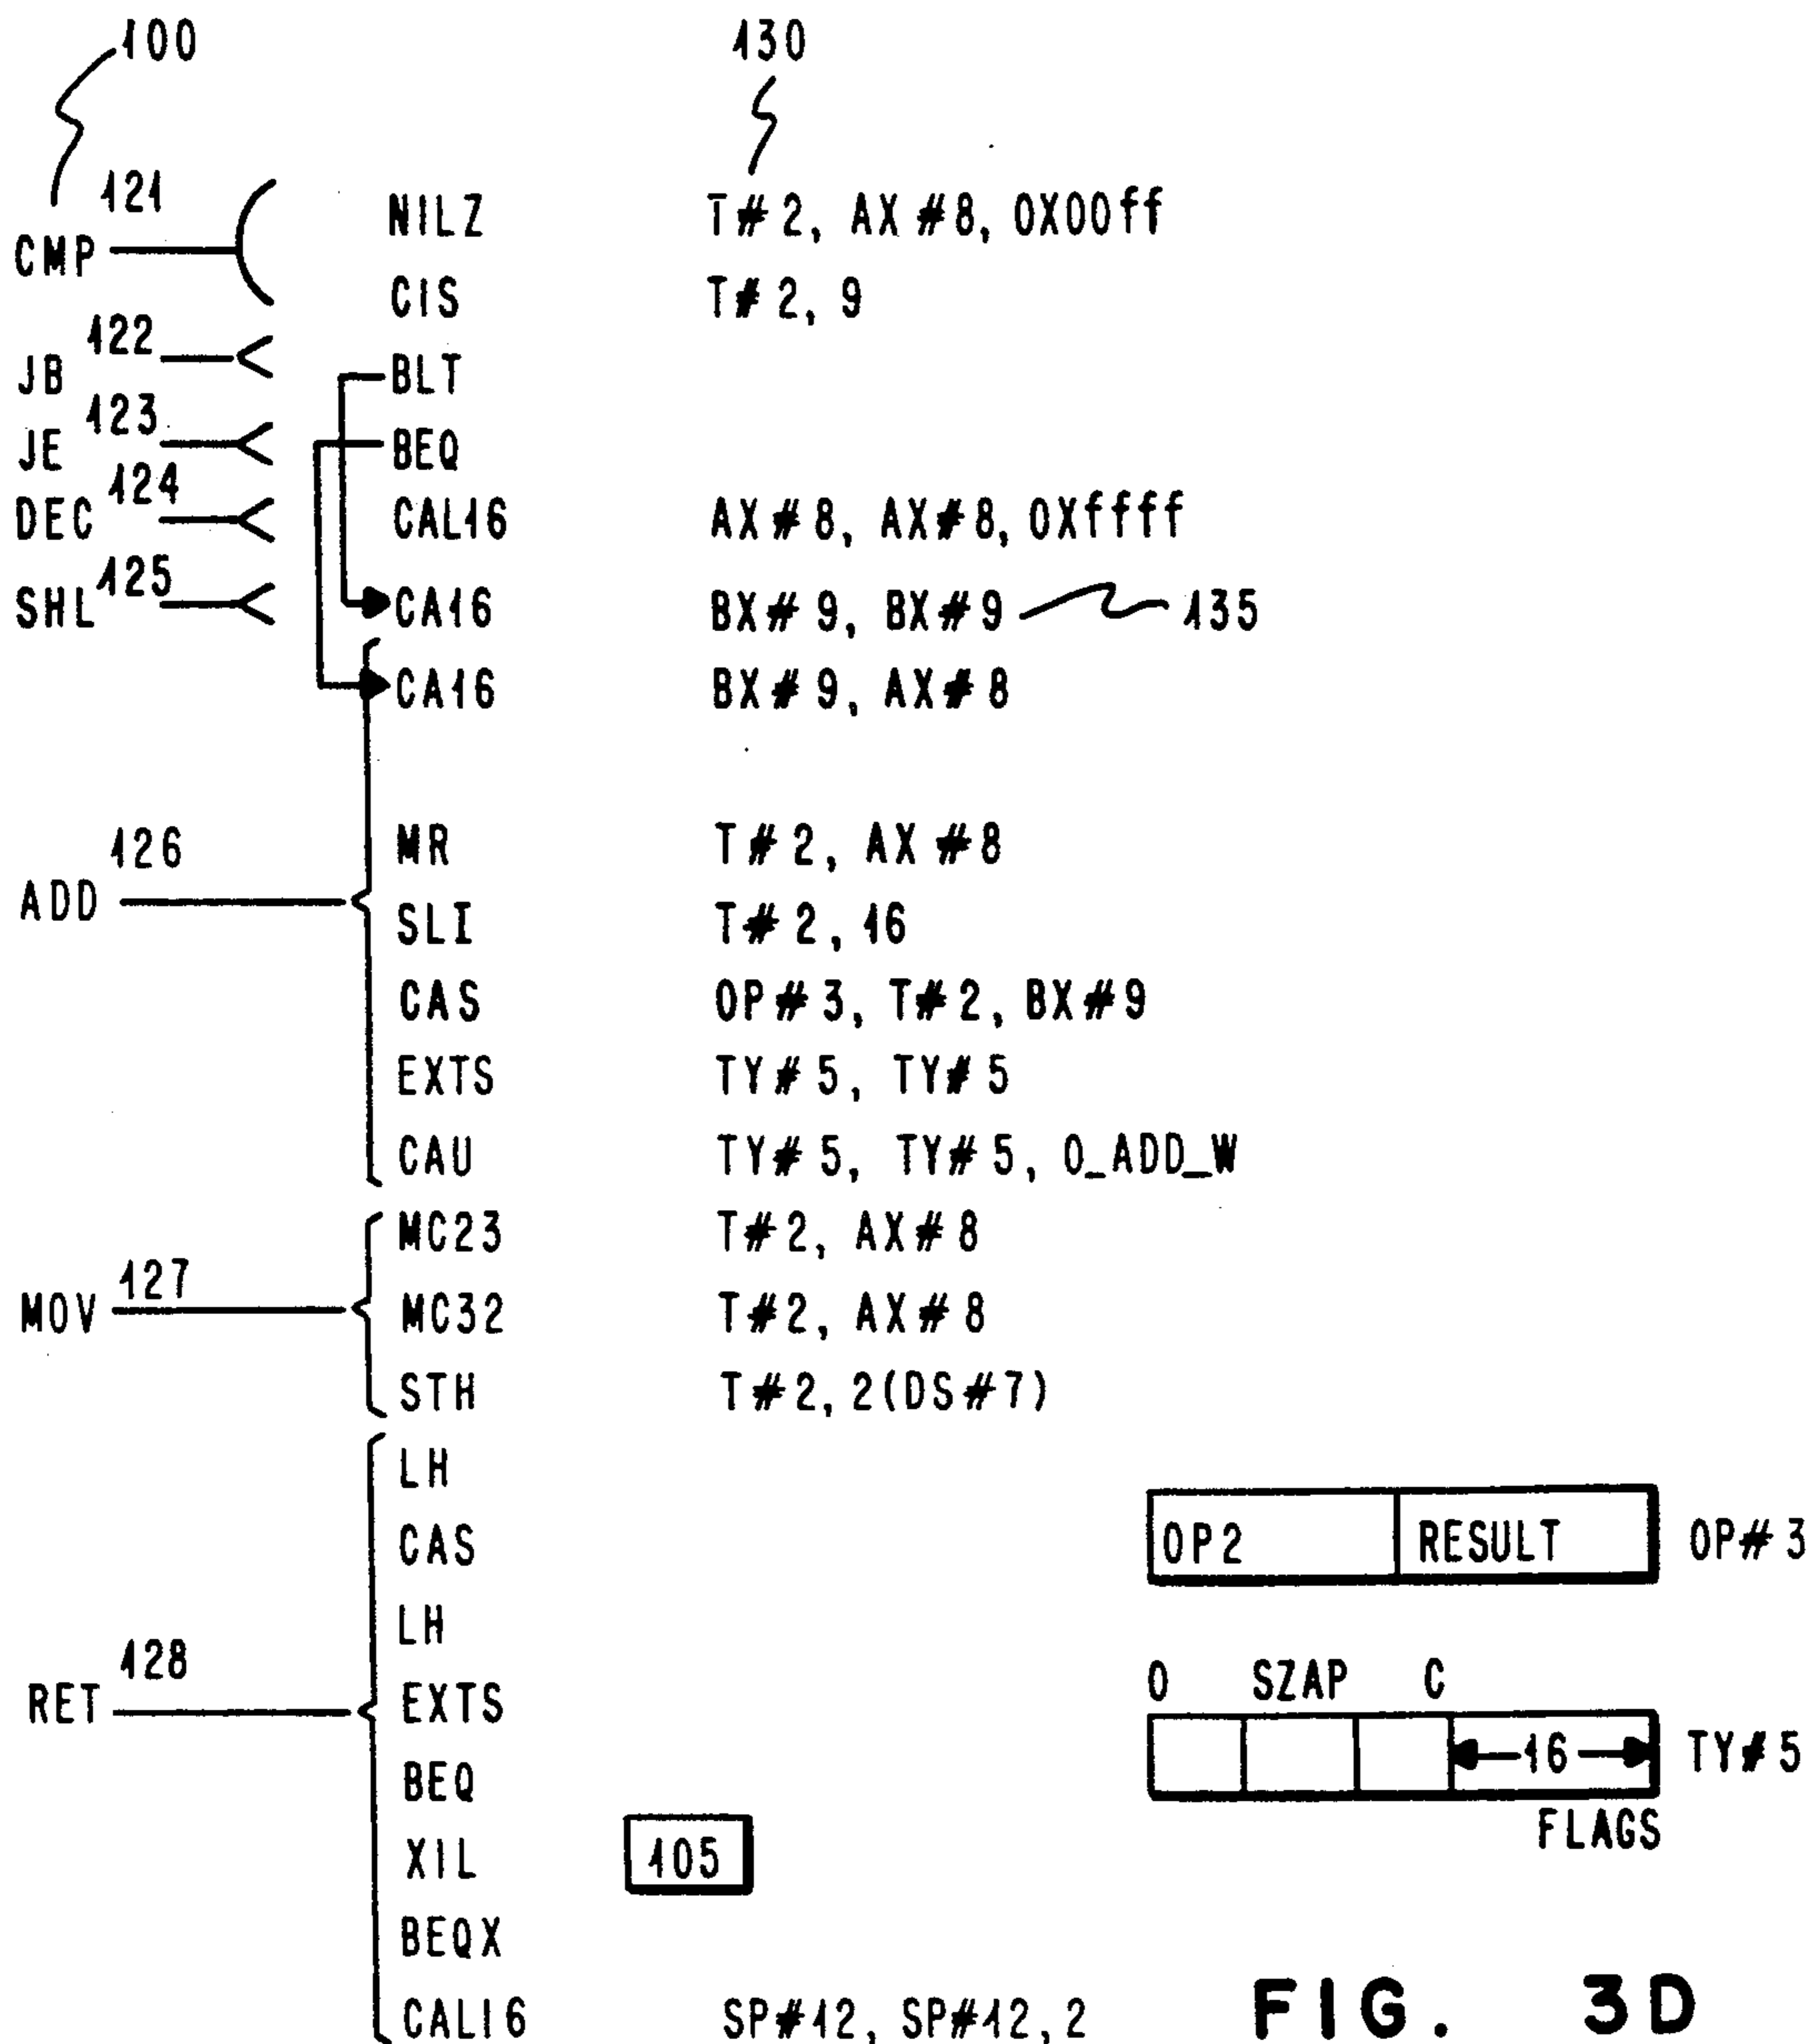 100 130
121 NILZ T#2, AX#8, 0X00ff
CMP
CIS T#2, 9
JB 122 BLT
JE 123 BEQ
DEC 124 CAL16 AX#8, AX#8, 0Xffff
SHL 125 CA16 BX#9, BX#9 135
CA16 BX#9, AX#8
MR T#2, AX#8
ADD 126
SLI T#2, 16
CAS OP#3, T#2, BX#9
EXTS TY#5, TY#5
CAU TY#5, TY#5, O_ADD_W
MC23 T#2, AX#8
MOV 127 MC32 T#2, AX#8
STH T#2, 2(DS#7)
LH
CAS OP2 RESULT OP#3
LH
RET 128 EXTS O SZAP C
BEQ 16 TY#5
FLAGS
XIL 105
BEQX
CAL16 SP#12, SP#12, 2
FIG. 3D